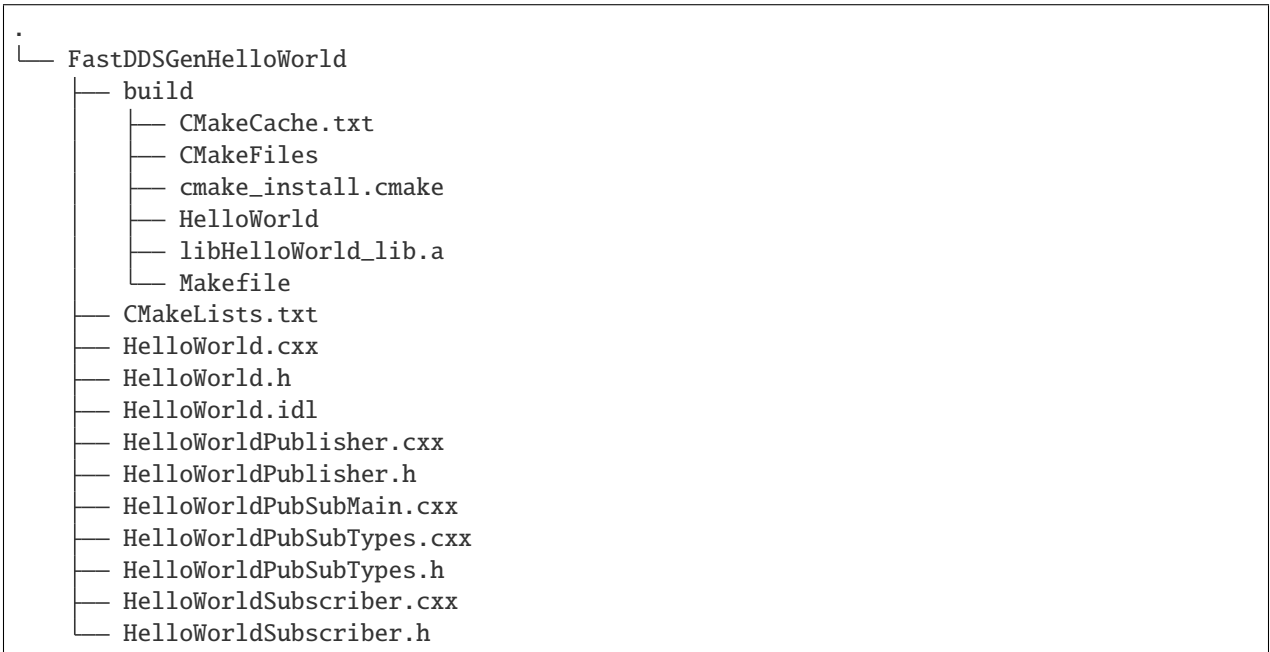 .
└── FastDDSGenHelloWorld
    ├── build
    │   ├── CMakeCache.txt
    │   ├── CMakeFiles
    │   ├── cmake_install.cmake
    │   ├── HelloWorld
    │   ├── libHelloWorld_lib.a
    │   └── Makefile
    ├── CMakeLists.txt
    ├── HelloWorld.cxx
    ├── HelloWorld.h
    ├── HelloWorld.idl
    ├── HelloWorldPublisher.cxx
    ├── HelloWorldPublisher.h
    ├── HelloWorldPubSubMain.cxx
    ├── HelloWorldPubSubTypes.cxx
    ├── HelloWorldPubSubTypes.h
    ├── HelloWorldSubscriber.cxx
    └── HelloWorldSubscriber.h